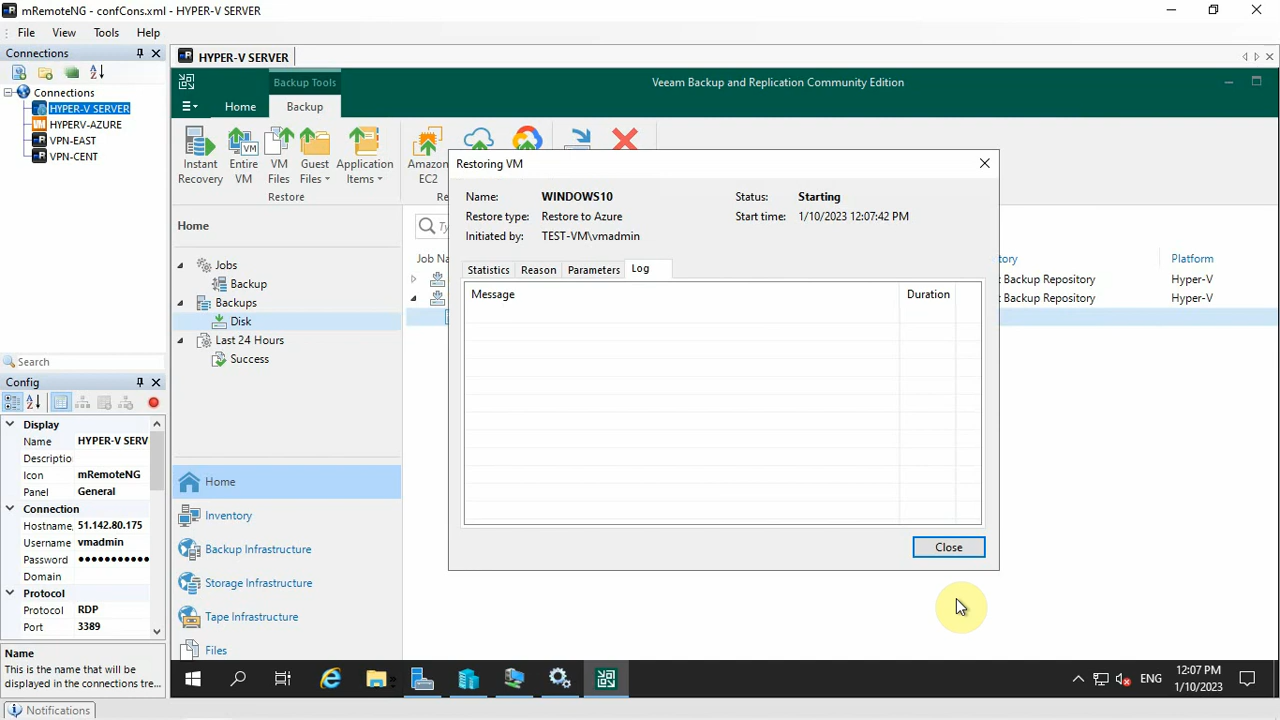 mRemoteNG - confCons.xml - HYPER-V SERVER
File View Tools Help
Connections
Connections
HYPER-V SERVER
HYPERV-AZURE
VPN-EAST
VPN-CENT
Search
Config
Display
Name HYPER-V SERV
Descriptio
Icon mRemoteNG
Panel General
Connection
Hostname, 51.142.80.175
Username vmadmin
Password ●●●●●●●●●●
Domain
Protocol
Protocol RDP
Port 3389
Name
This is the name that will be
displayed in the connections tre...
Notifications
HYPER-V SERVER
Backup Tools
Veeam Backup and Replication Community Edition
Home Backup
Instant
Recovery
Entire
VM
VM
Files
Guest
Files
Application
Items
Amazon
EC2
Restore
Home
Jobs
Backup
Backups
Disk
Last 24 Hours
Success
Home
Inventory
Backup Infrastructure
Storage Infrastructure
Tape Infrastructure
Files
Job Na
ory Platform
Backup Repository Hyper-V
Backup Repository Hyper-V
Restoring VM
Name: WINDOWS10 Status: Starting
Restore type: Restore to Azure Start time: 1/10/2023 12:07:42 PM
Initiated by: TEST-VM\vmadmin
Statistics Reason Parameters Log
Message Duration
Close
ENG
12:07 PM
1/10/2023